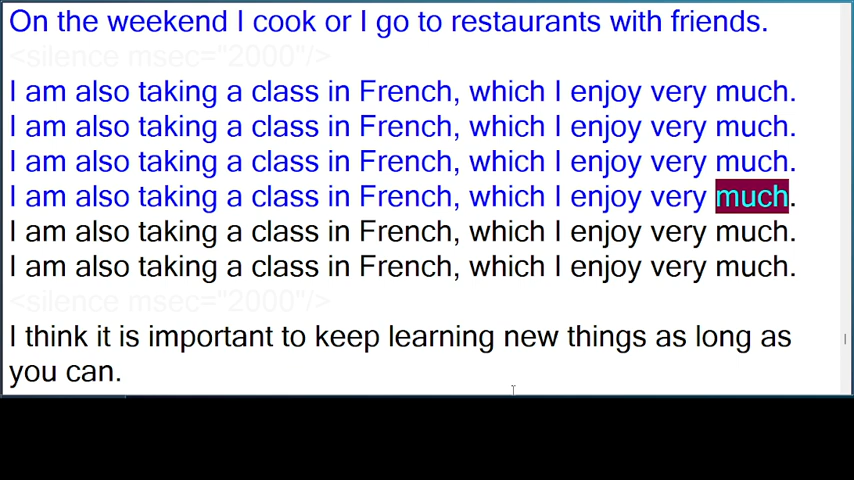 On the weekend I cook or I go to restaurants with friends.
<silence msec="2000"/>
I am also taking a class in French, which I enjoy very much.
I am also taking a class in French, which I enjoy very much.
I am also taking a class in French, which I enjoy very much.
I am also taking a class in French, which I enjoy very much.
I am also taking a class in French, which I enjoy very much.
I am also taking a class in French, which I enjoy very much.
<silence msec="2000"/>
I think it is important to keep learning new things as long as
you can.